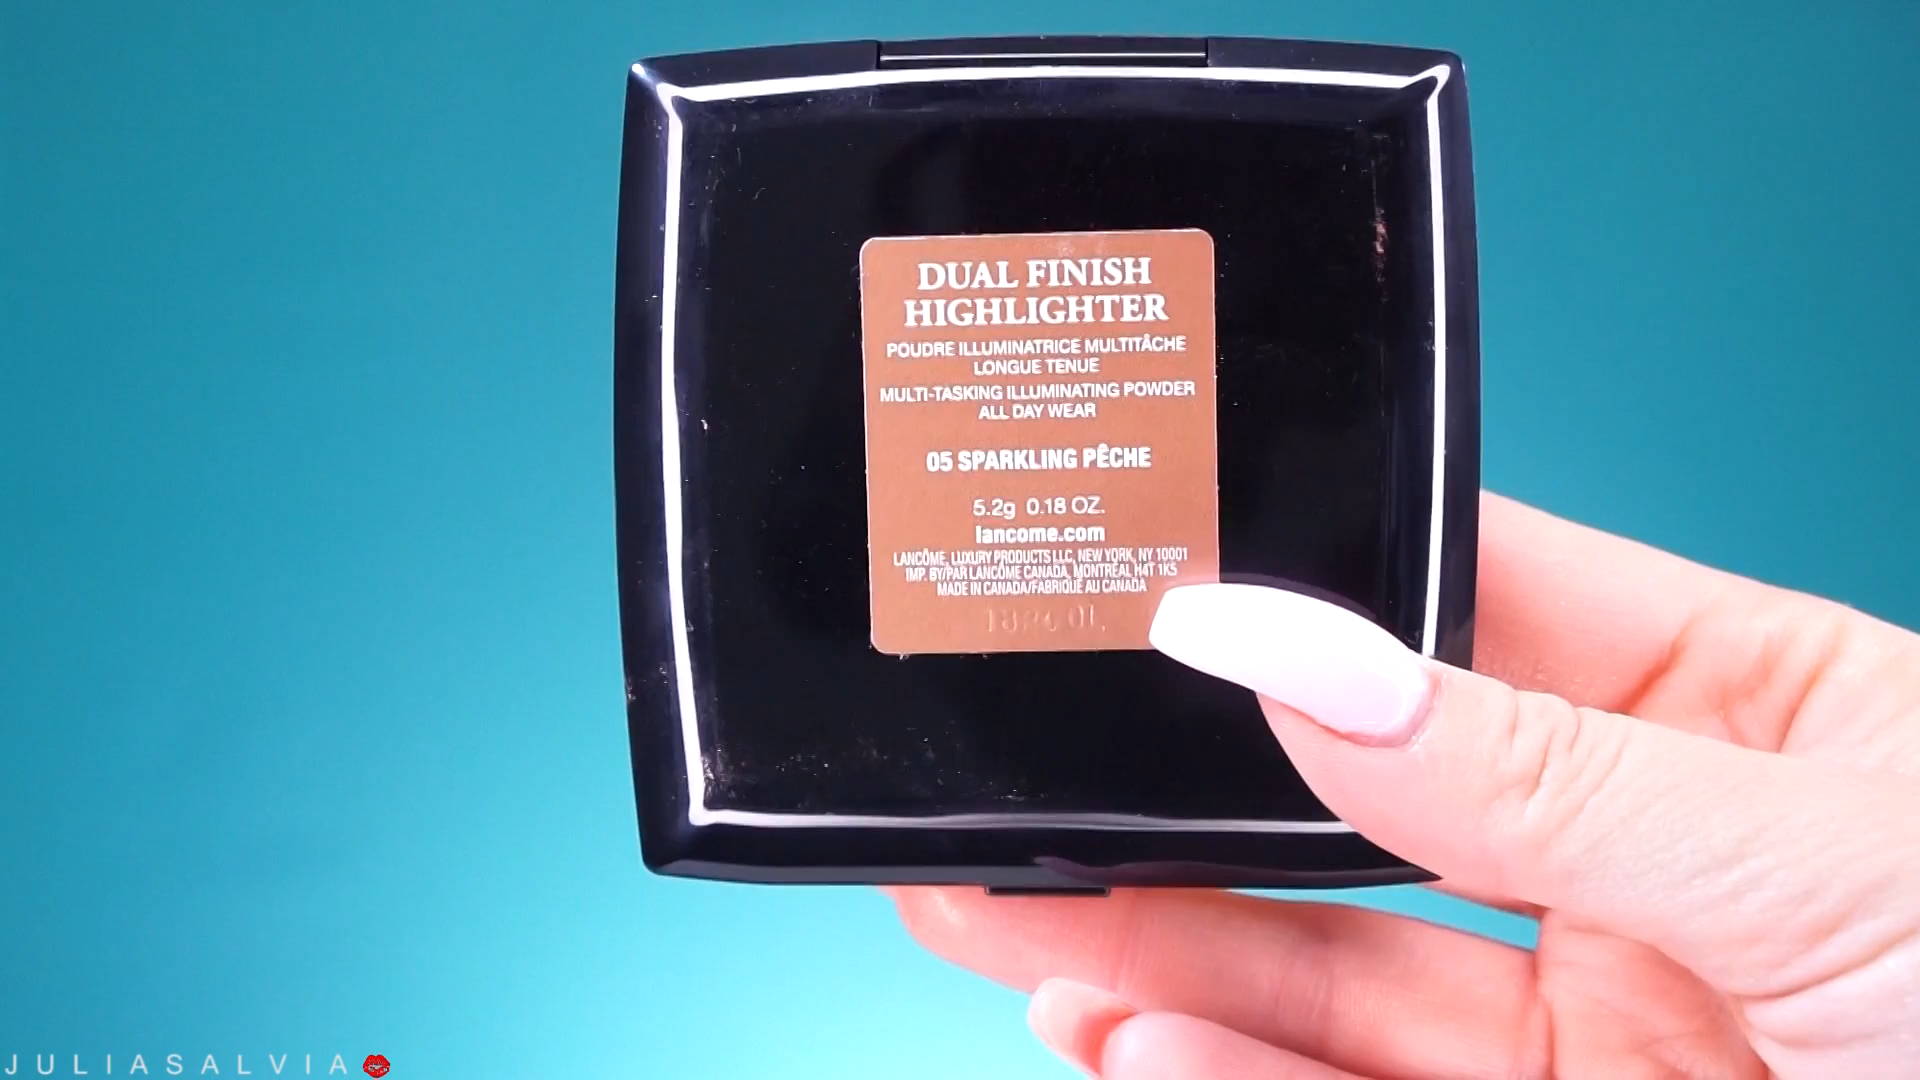 DUAL FINISH
HIGHLIGHTER
POUDRE ILLUMINATRICE MULTITÂCHE
LONGUE TENUE
MULTI-TASKING ILLUMINATING POWDER
ALL DAY WEAR
05 SPARKLING PÊCHE
5.2g 0.18 OZ.
lancome.com
LANCÔME, LUXURY PRODUCTS LLC, NEW YORK, NY 10001
IMP. BY/PAR LANCÔME CANADA, MONTRÉAL H4T 1K5
MADE IN CANADA/FABRIQUÉ AU CANADA
JULIASALVIA